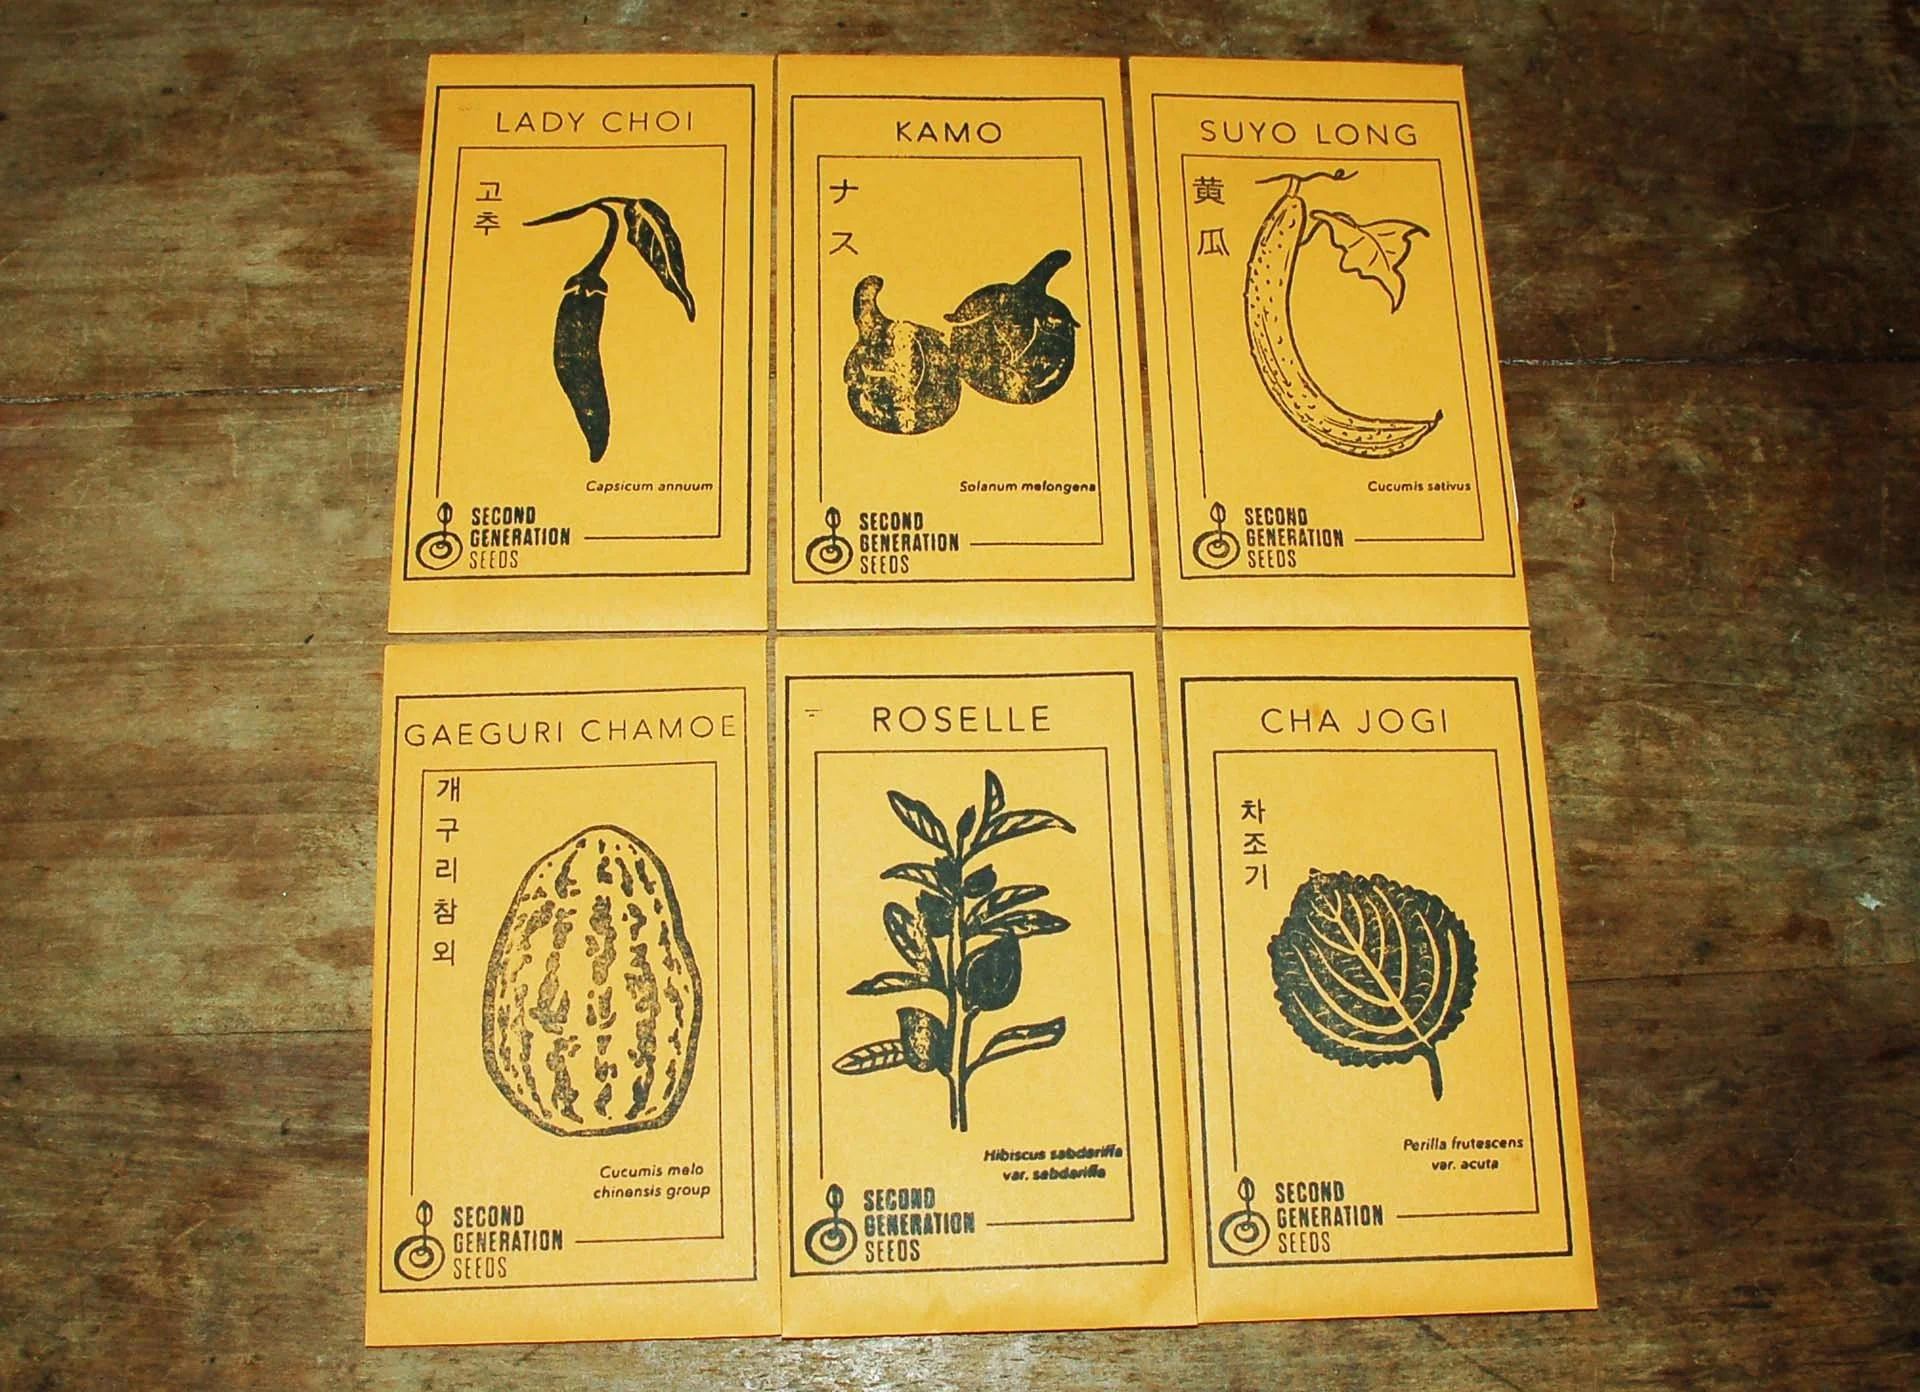 LADY CHOI
고
추
Capsicum annuum
SECOND
GENERATION
SEEDS
KAMO
ナ
ス
Solanum melongena
SECOND
GENERATION
SEEDS
SUYO LONG
黄
瓜
Cucumis sativus
SECOND
GENERATION
SEEDS
GAEGURI CHAMOE
개
구
리
참
외
Cucumis melo
chinensis group
SECOND
GENERATION
SEEDS
ROSELLE
Hibiscus sabdariffa
var. sabdariffa
SECOND
GENERATION
SEEDS
CHA JOGI
차
조
기
Perilla frutescens
var. acuta
SECOND
GENERATION
SEEDS